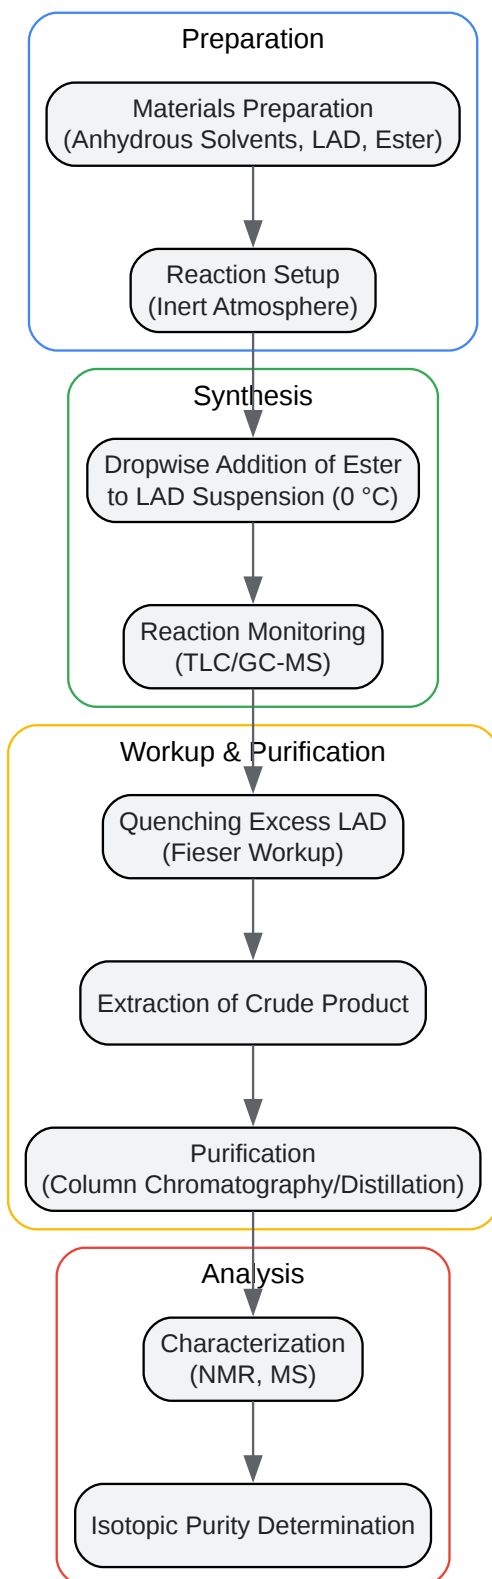 Preparation
Materials Preparation
(Anhydrous Solvents, LAD, Ester)
Reaction Setup
(Inert Atmosphere)
Synthesis
Dropwise Addition of Ester
to LAD Suspension (0 °C)
Reaction Monitoring
(TLC/GC-MS)
Workup & Purification
Quenching Excess LAD
(Fieser Workup)
Extraction of Crude Product
Purification
(Column Chromatography/Distillation)
Analysis
Characterization
(NMR, MS)
Isotopic Purity Determination